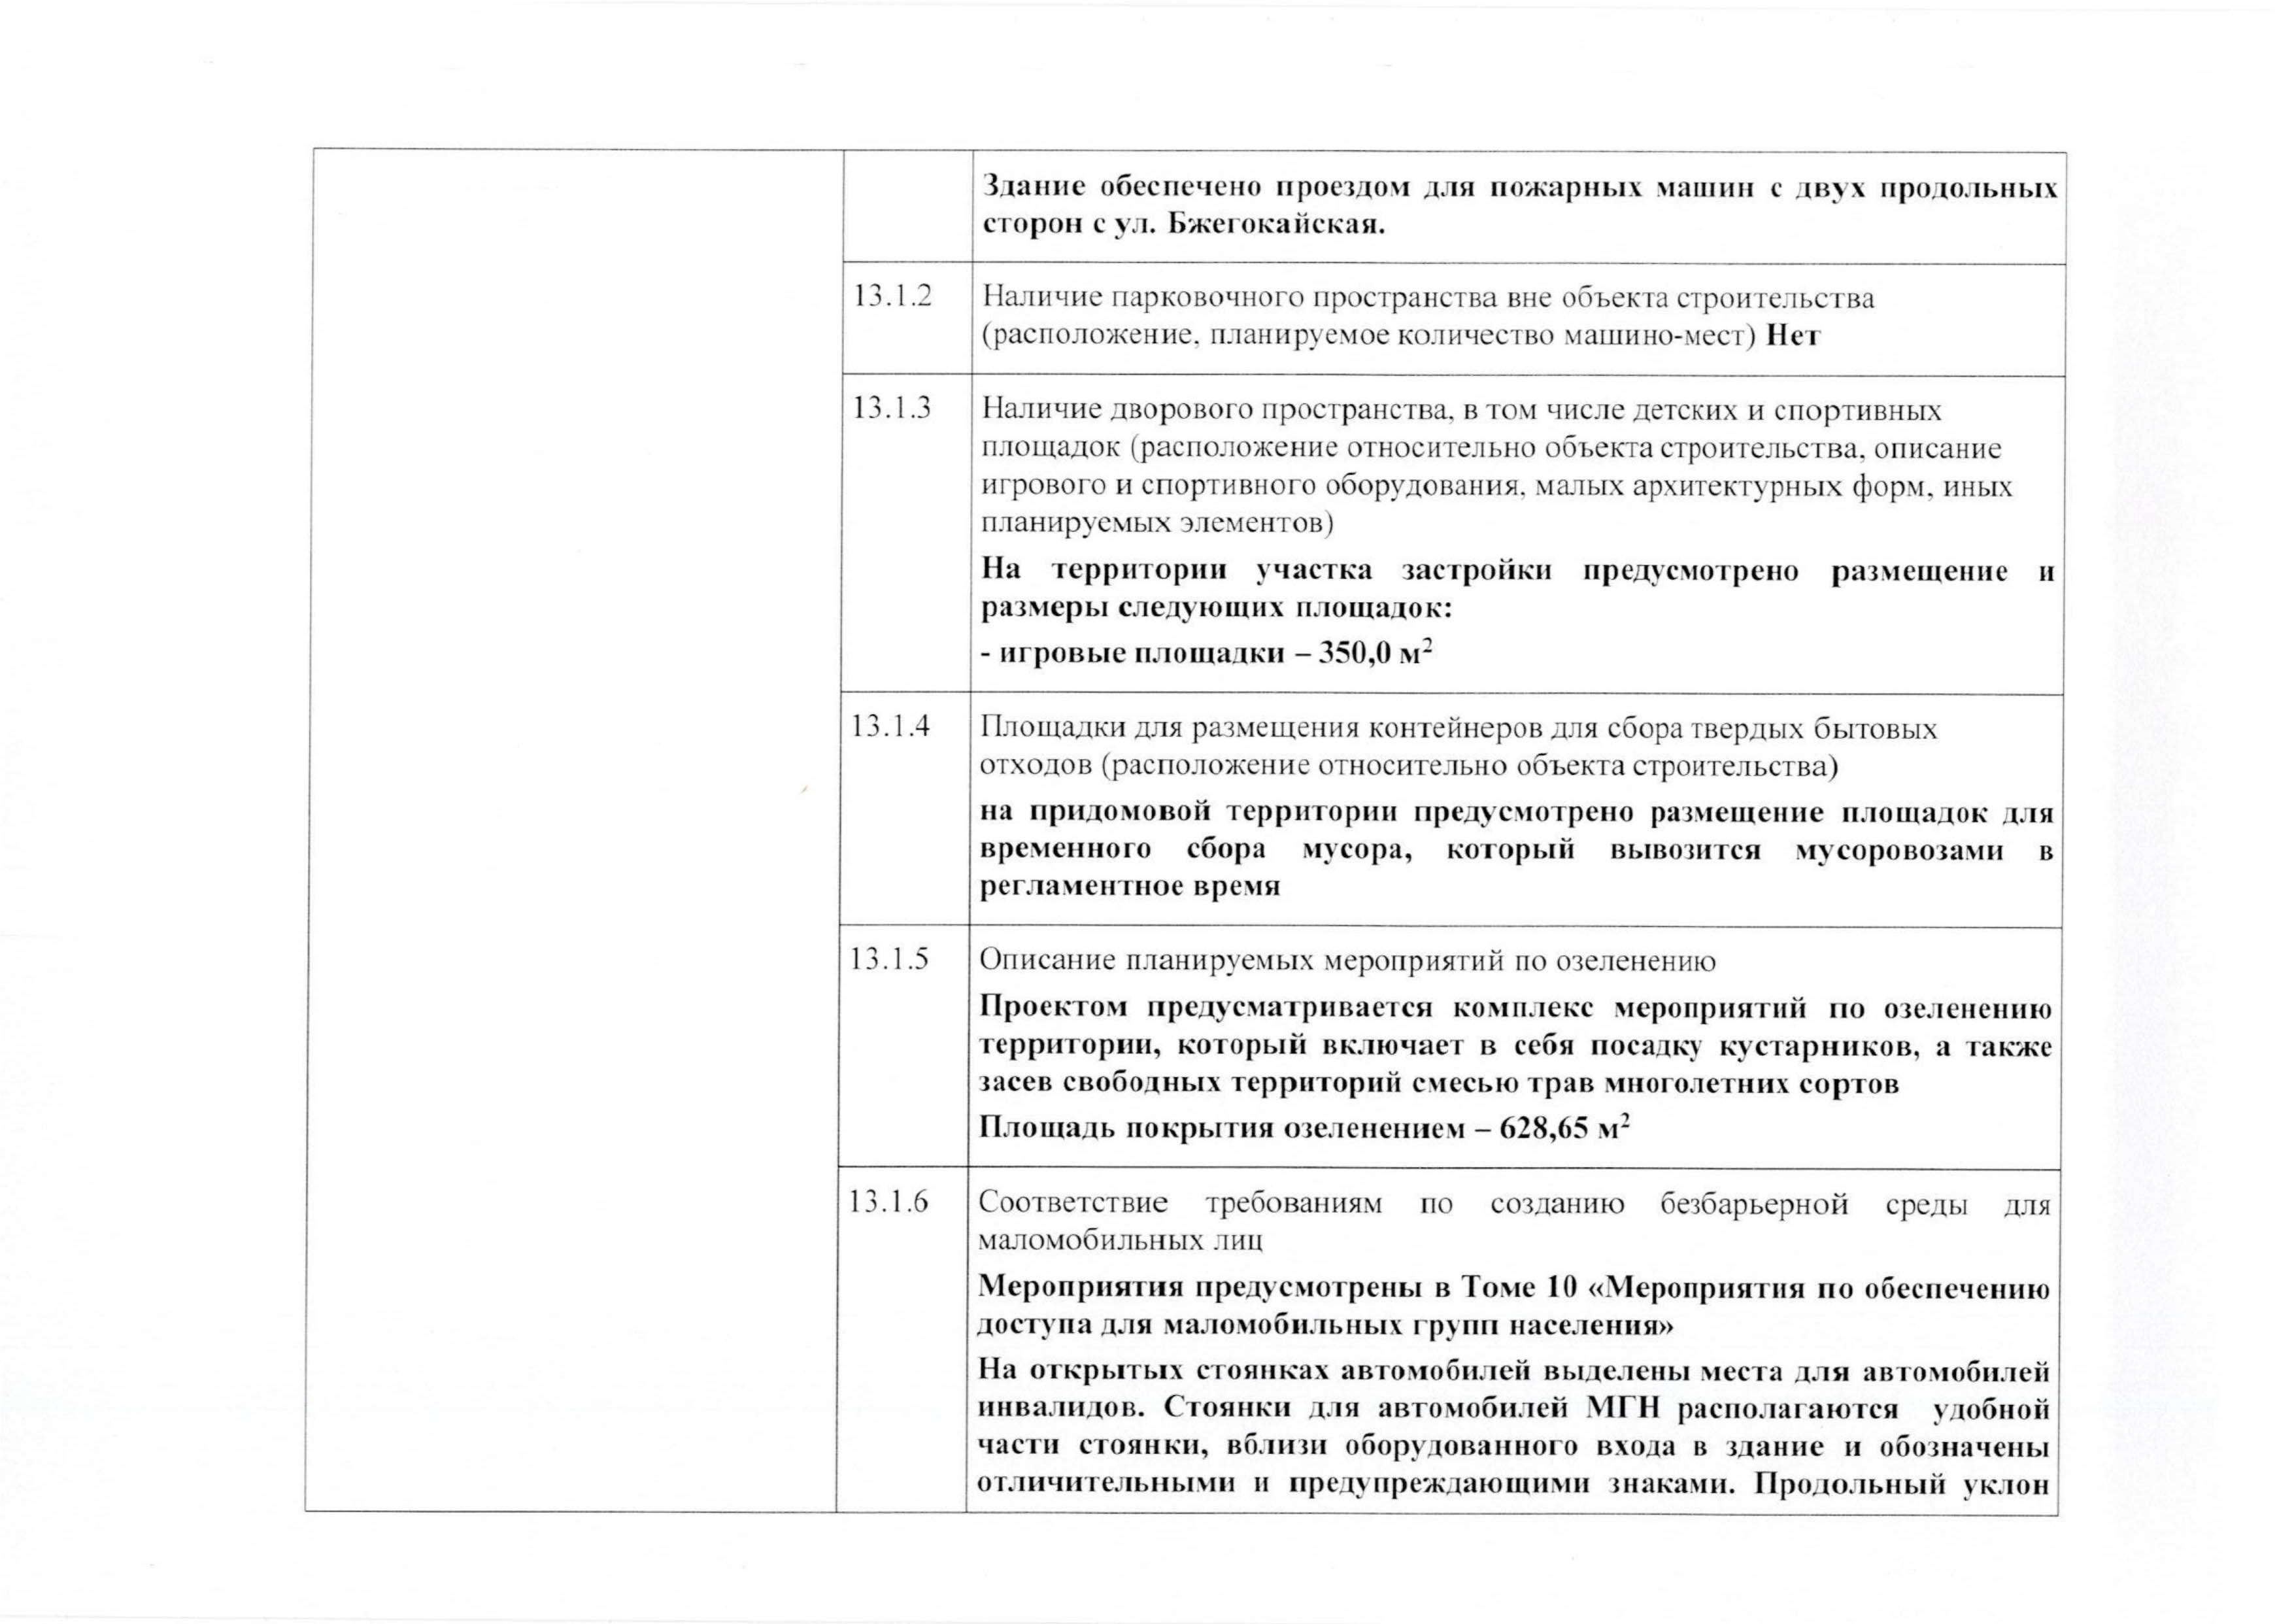 Здание обеспечено проездом для пожарных машин с двух продольных
сторон с ул. Бжегокайская.
13.1.2
Наличие парковочного пространства вне объекта строительства
(расположение, планируемое количество машино-мест) Нет
13.1.3
Наличие дворового пространства, в том числе детских и спортивных
площадок (расположение относительно объекта строительства, описание
игрового и спортивного оборудования, малых архитектурных форм, иных
планируемых элементов)
На территории участка застройки предусмотрено размещение и
размеры следующих площадок:
- игровые площадки – 350,0 м²
13.1.4
Площадки для размещения контейнеров для сбора твердых бытовых
отходов (расположение относительно объекта строительства)
на придомовой территории предусмотрено размещение площадок для
временного сбора мусора, который вывозится мусоровозами в
регламентное время
13.1.5
Описание планируемых мероприятий по озеленению
Проектом предусматривается комплекс мероприятий по озеленению
территории, который включает в себя посадку кустарников, а также
засев свободных территорий смесью трав многолетних сортов
Площадь покрытия озеленением – 628,65 м²
13.1.6
Соответствие требованиям по созданию безбарьерной среды для
маломобильных лиц
Мероприятия предусмотрены в Томе 10 «Мероприятия по обеспечению
доступа для маломобильных групп населения»
На открытых стоянках автомобилей выделены места для автомобилей
инвалидов. Стоянки для автомобилей МГН располагаются удобной
части стоянки, вблизи оборудованного входа в здание и обозначены
отличительными и предупреждающими знаками. Продольный уклон